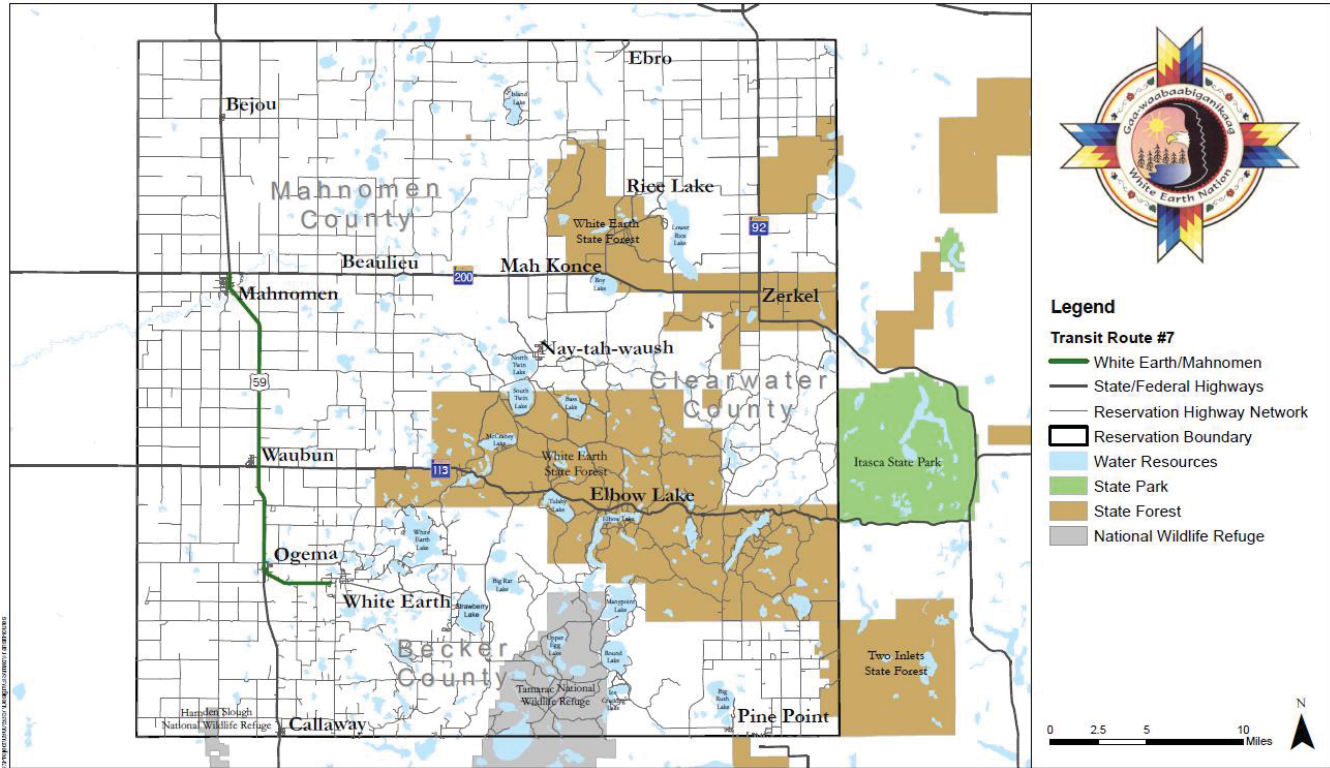 Ebro
Bejou
Island
Lake
Mahnomen
County
Rice Lake
White Earth
State Forest
Lower
Rice
Lake
92
Beaulieu
200
Mah Konce
Roy
Lake
Zerkel
Mahnomen
Nay-tah-waush
North
Twin
Lake
South
Twin
Lake
Bass
Lake
Clearwater
County
59
McCraney
Lake
Waubun
113
White Earth
State Forest
Itasca State Park
Elbow Lake
Tulaby
Lake
Elbow Lake
White
Earth
Lake
Ogema
White Earth
Big Rat
Lake
Strawberry
Lake
Becker
County
Upper
Egg
Lake
Round
Lake
Tamarac National
Wildlife Refuge
Two Inlets
State Forest
Hamden Slough
National Wildlife Refuge
Callaway
Big
Rush
Lake
Pine Point
Gaa-waabaabiganikaag
White Earth Nation
Legend
Transit Route #7
White Earth/Mahnomen
State/Federal Highways
Reservation Highway Network
Reservation Boundary
Water Resources
State Park
State Forest
National Wildlife Refuge
N
0 2.5 5 10
Miles